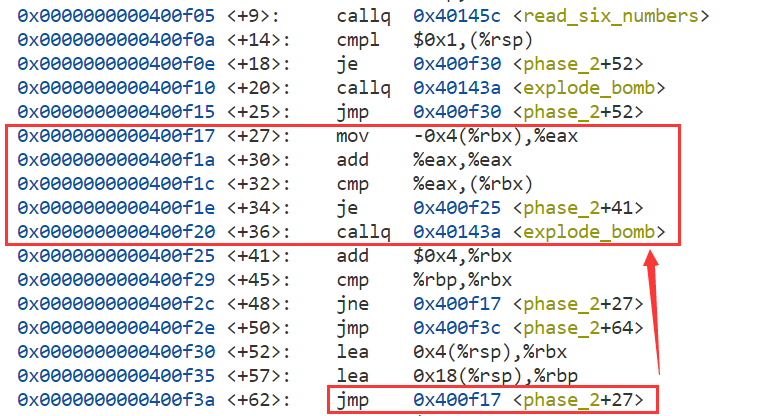 0x0000000000400f05 <+9>: callq 0x40145c <read_six_numbers>
0x0000000000400f0a <+14>: cmpl $0x1,(%rsp)
0x0000000000400f0e <+18>: je 0x400f30 <phase_2+52>
0x0000000000400f10 <+20>: callq 0x40143a <explode_bomb>
0x0000000000400f15 <+25>: jmp 0x400f30 <phase_2+52>
0x0000000000400f17 <+27>: mov -0x4(%rbx),%eax
0x0000000000400f1a <+30>: add %eax,%eax
0x0000000000400f1c <+32>: cmp %eax,(%rbx)
0x0000000000400f1e <+34>: je 0x400f25 <phase_2+41>
0x0000000000400f20 <+36>: callq 0x40143a <explode_bomb>
0x0000000000400f25 <+41>: add $0x4,%rbx
0x0000000000400f29 <+45>: cmp %rbp,%rbx
0x0000000000400f2c <+48>: jne 0x400f17 <phase_2+27>
0x0000000000400f2e <+50>: jmp 0x400f3c <phase_2+64>
0x0000000000400f30 <+52>: lea 0x4(%rsp),%rbx
0x0000000000400f35 <+57>: lea 0x18(%rsp),%rbp
0x0000000000400f3a <+62>: jmp 0x400f17 <phase_2+27>